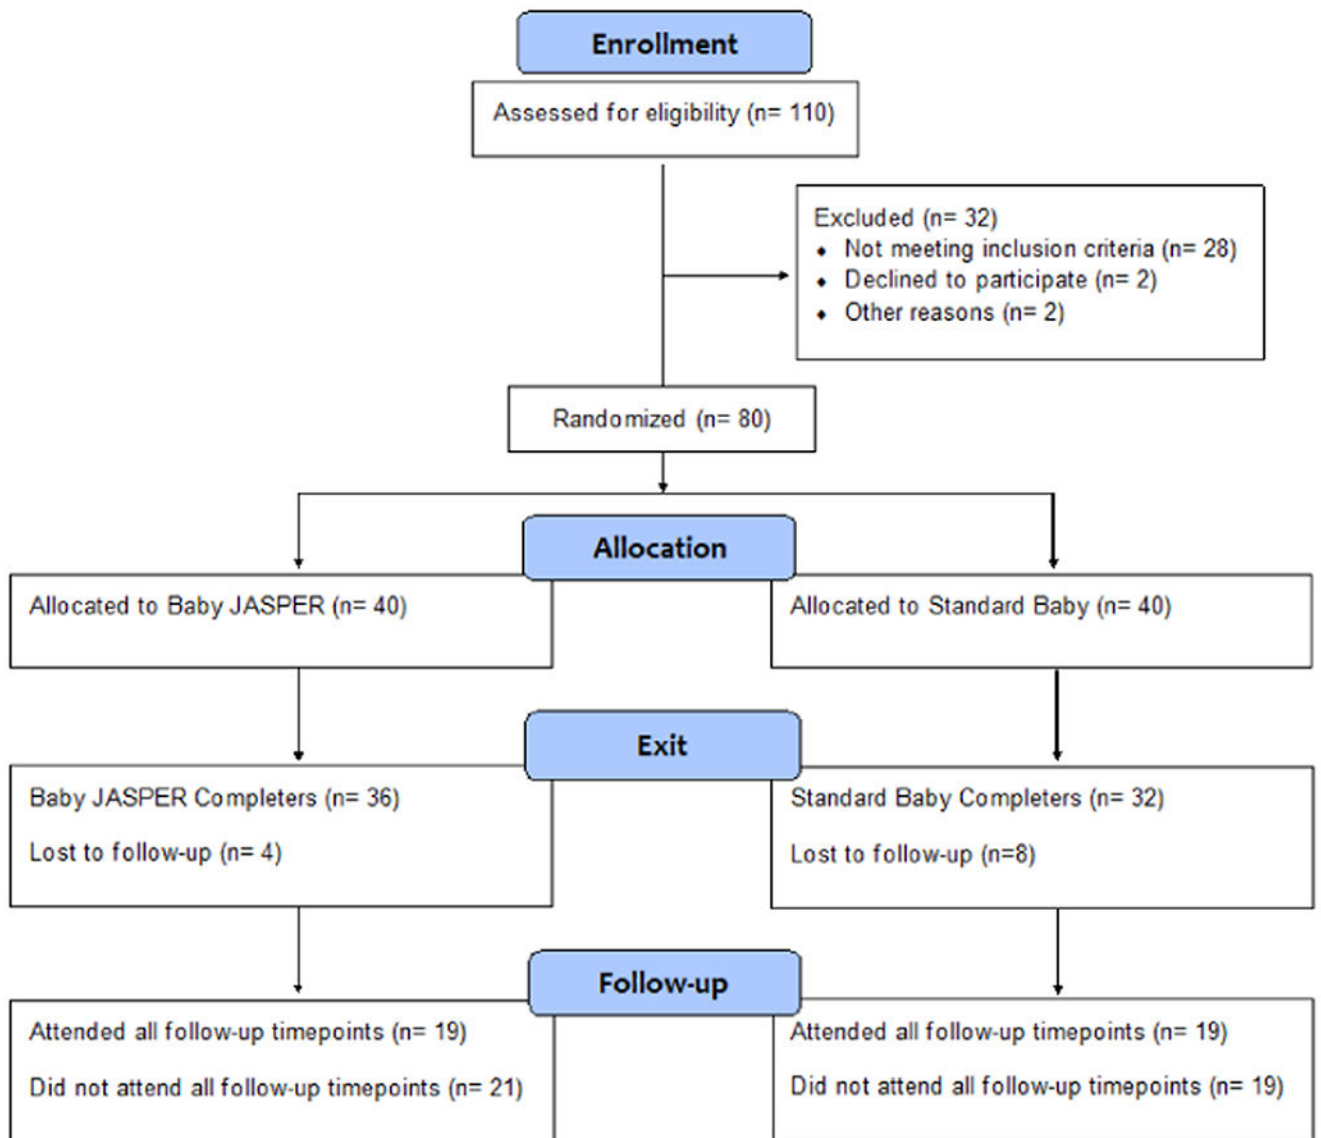 Enrollment
Assessed for eligibility (n= 110)
Excluded (n= 32)
• Not meeting inclusion criteria (n= 28)
• Declined to participate (n= 2)
• Other reasons (n= 2)
Randomized (n= 80)
Allocation
Allocated to Baby JASPER (n= 40)
Allocated to Standard Baby (n= 40)
Exit
Baby JASPER Completers (n= 36)
Lost to follow-up (n= 4)
Standard Baby Completers (n= 32)
Lost to follow-up (n=8)
Follow-up
Attended all follow-up timepoints (n= 19)
Did not attend all follow-up timepoints (n= 21)
Attended all follow-up timepoints (n= 19)
Did not attend all follow-up timepoints (n= 19)